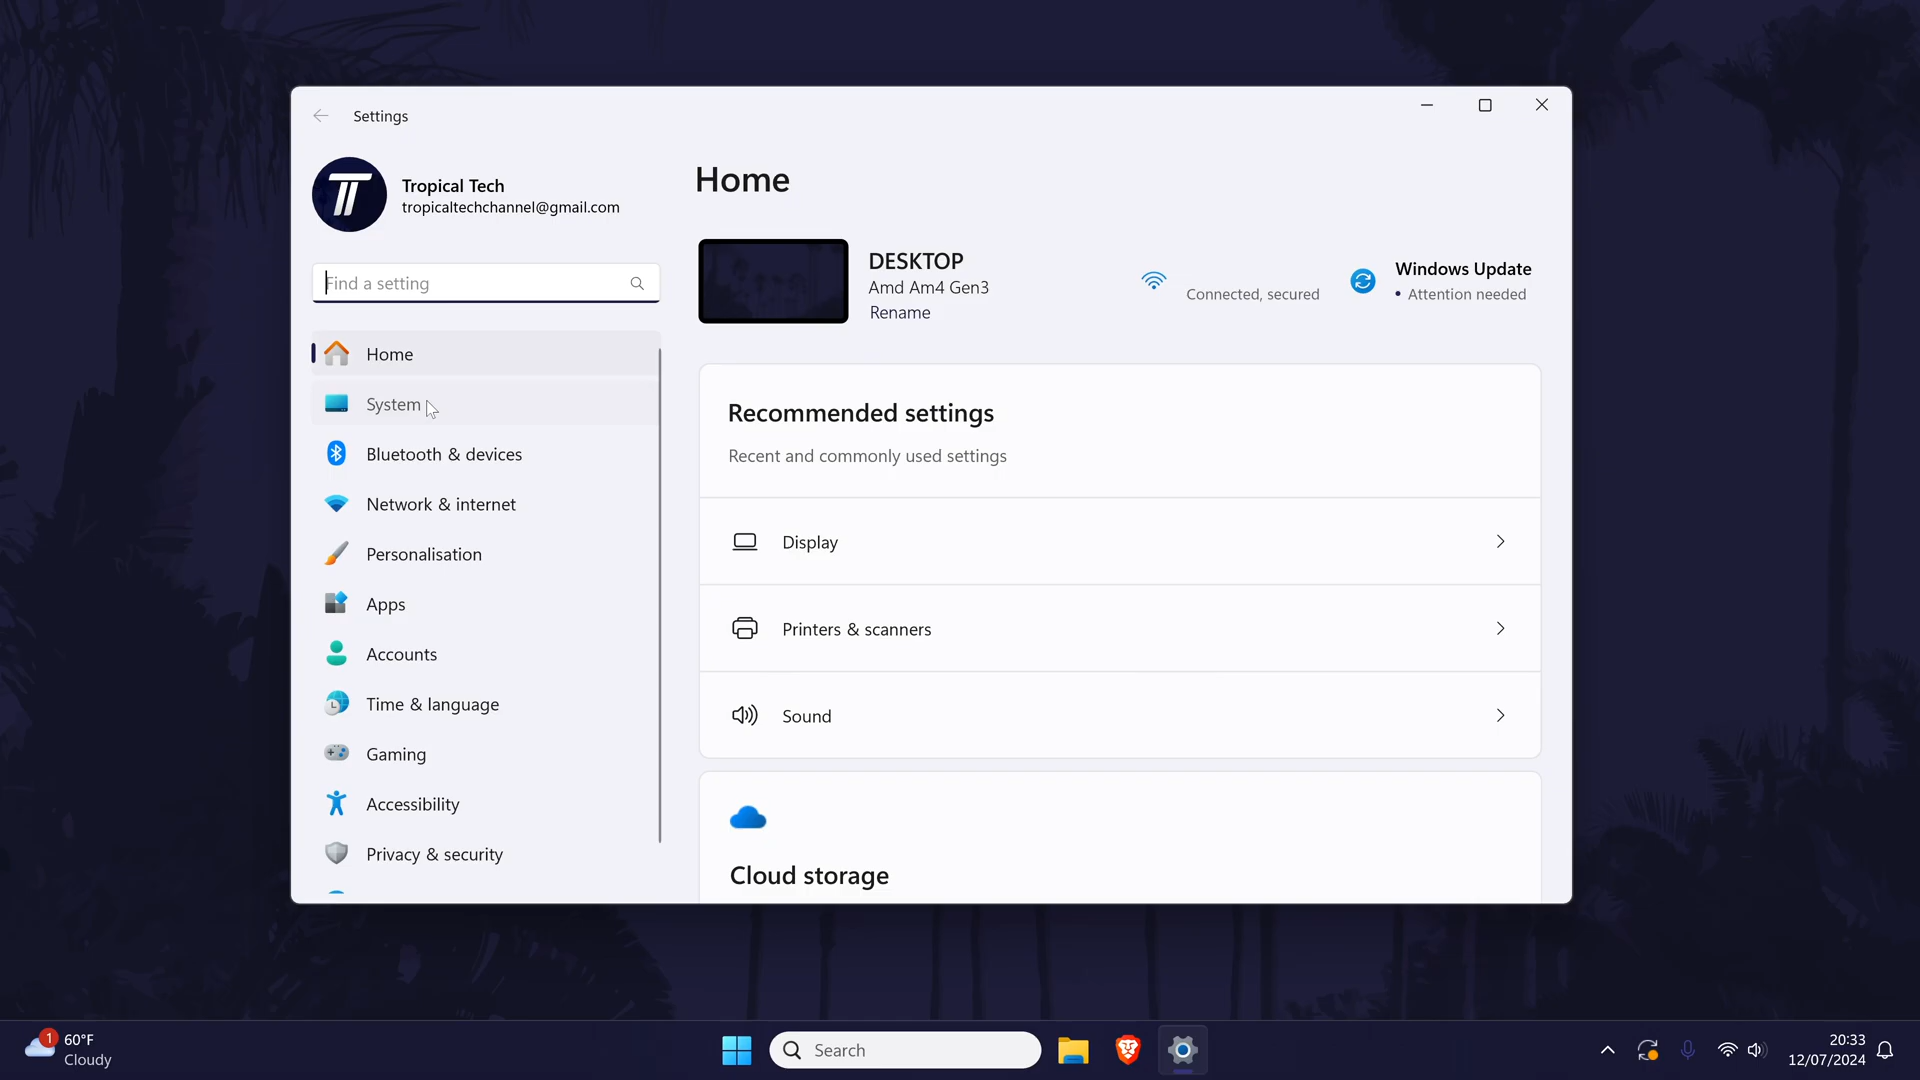 Settings
Tropical Tech
tropicaltechchannel@gmail.com
Find a setting
Home
System
Bluetooth & devices
Network & internet
Personalisation
Apps
Accounts
Time & language
Gaming
Accessibility
Privacy & security
Home
DESKTOP
Amd Am4 Gen3
Rename
Connected, secured
Windows Update
• Attention needed
Recommended settings
Recent and commonly used settings
Display
Printers & scanners
Sound
Cloud storage
1
60°F
Cloudy
Search
20:33
12/07/2024